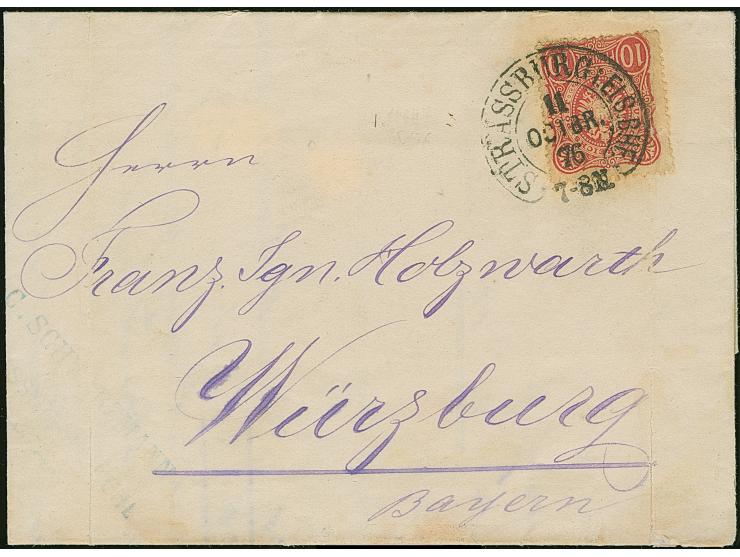 10
STRASSBURG i. ELS. BHF.
11
OCTBR.
76
7-8N.
Herrn
Franz. Ign. Holzwarth
Würzburg
Bayern